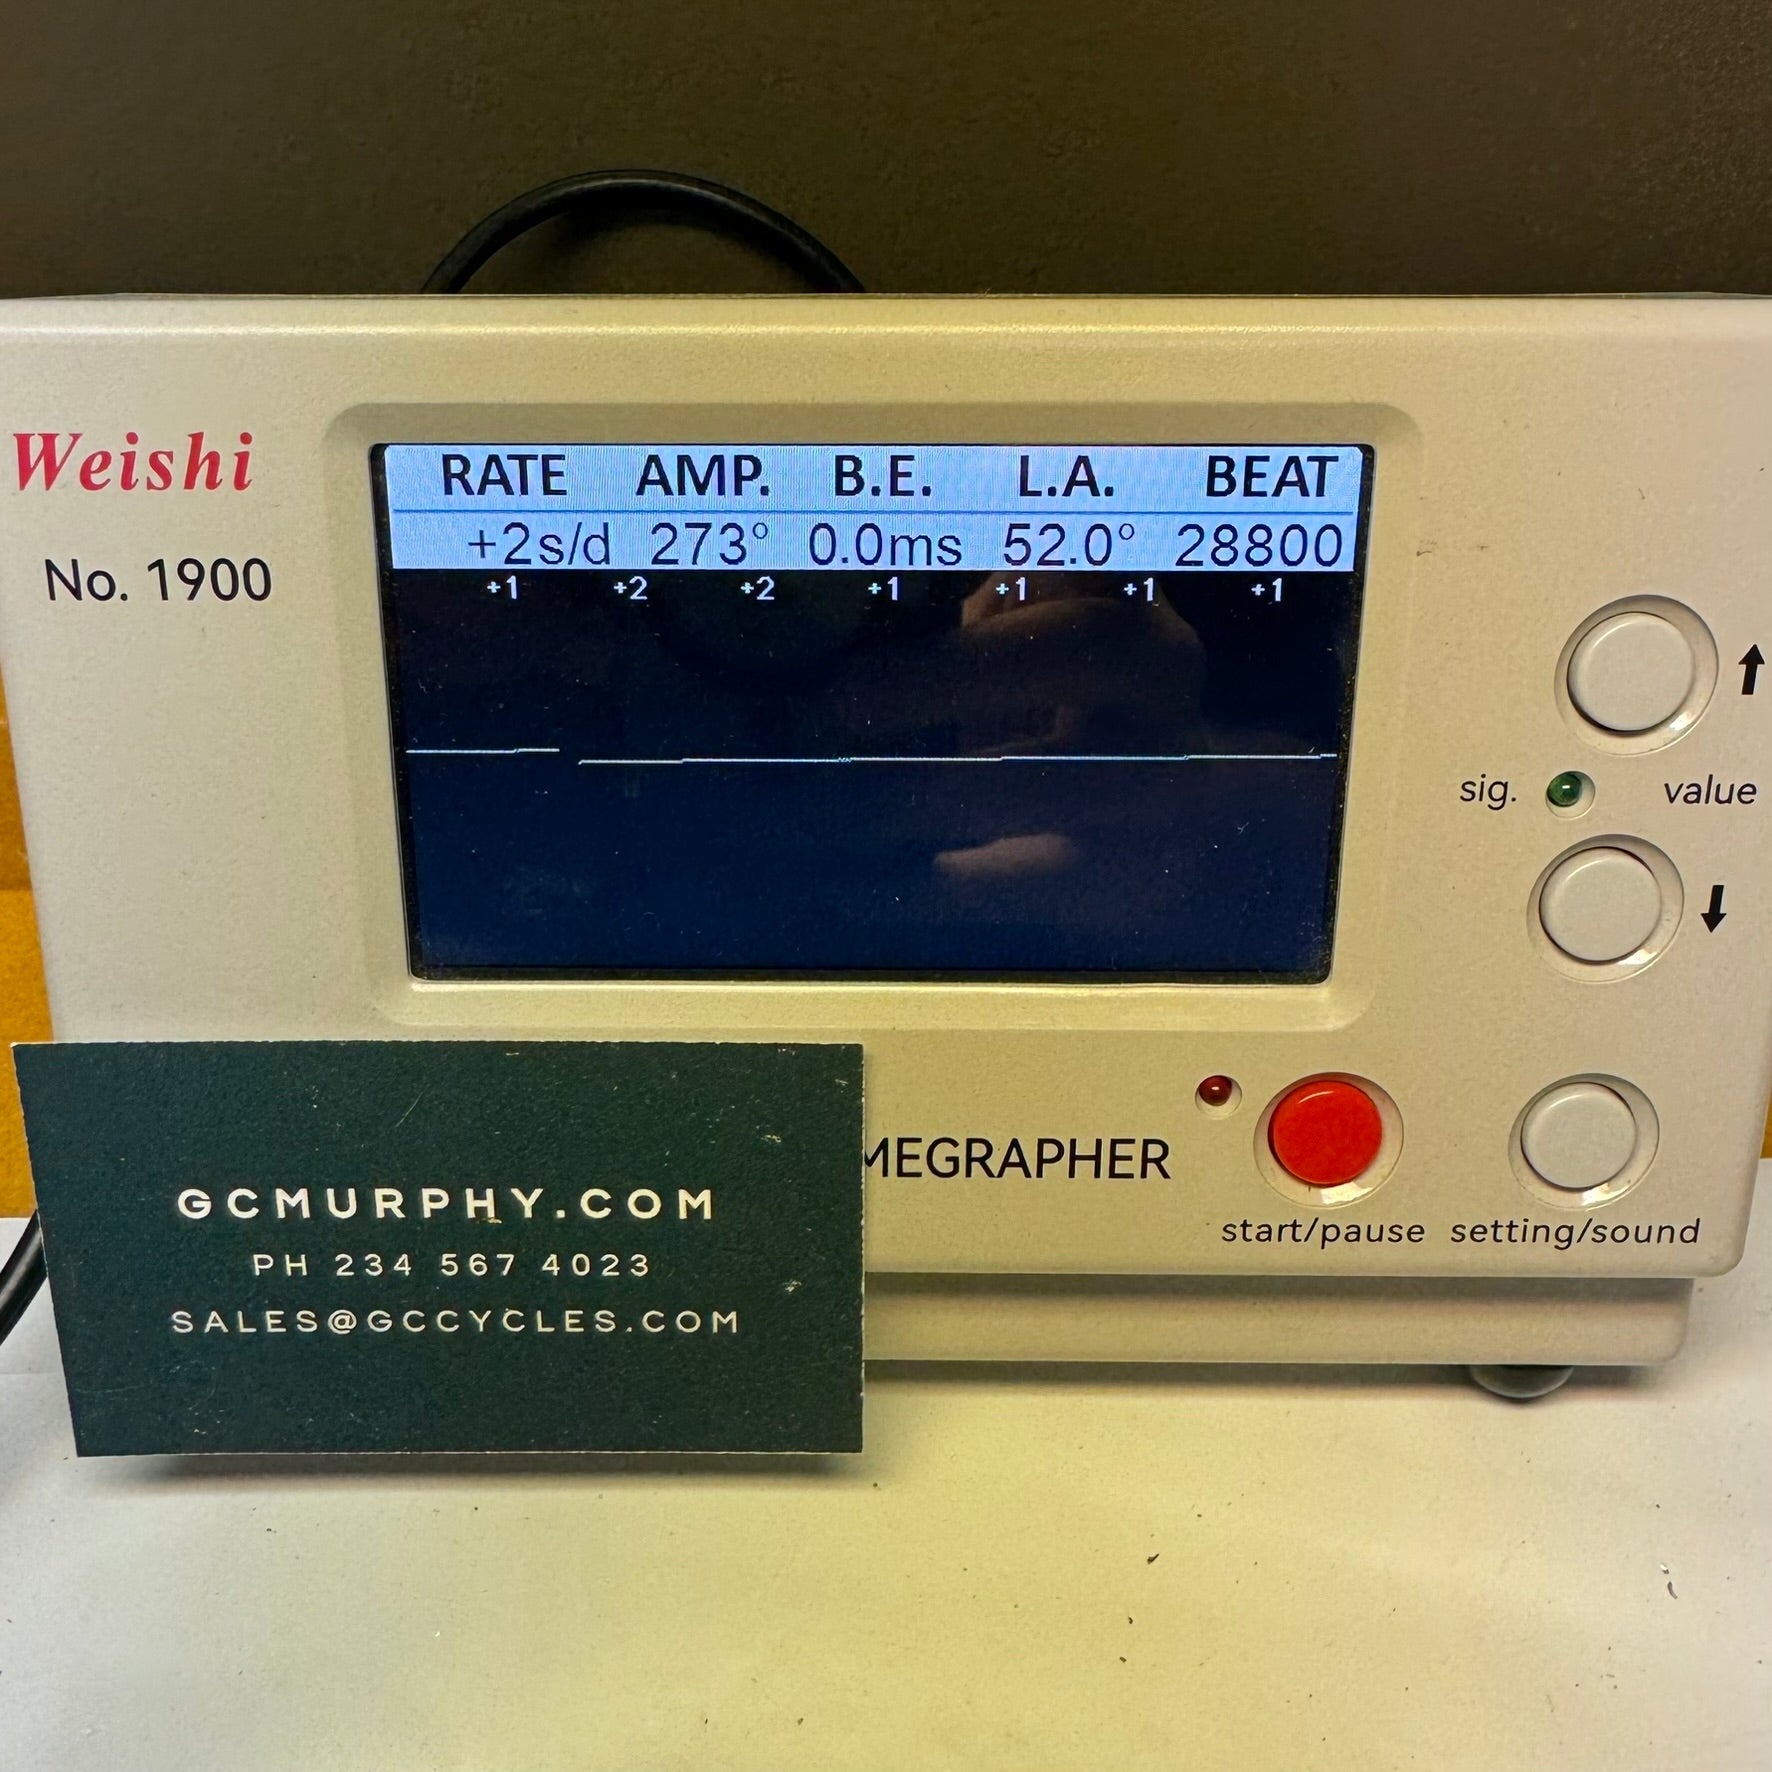 Weishi
No. 1900
RATE AMP. B.E. L.A. BEAT
+2s/d 273° 0.0ms 52.0° 28800
+1 +2 +2 +1 +1 +1 +1
sig. value
MEGRAPHER
start/pause setting/sound
GCMURPHY.COM
PH 234 567 4023
SALES@GCCYCLES.COM